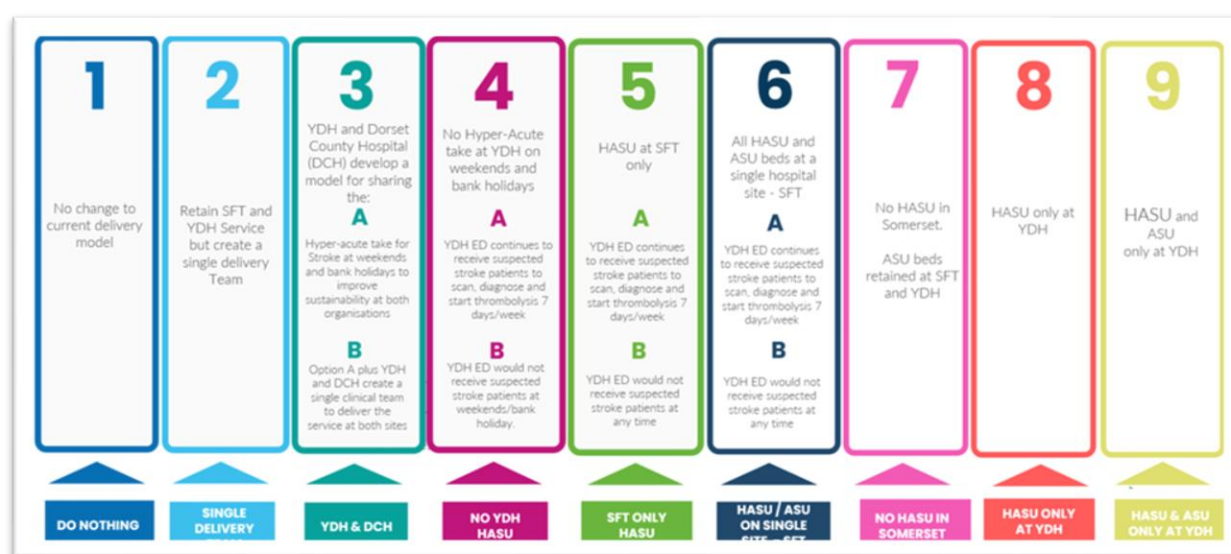 1
No change to
current delivery
model
DO NOTHING
2
Retain SFT and
YDH Service
but create a
single delivery
Team
SINGLE
DELIVERY
3
YDH and Dorset
County Hospital
(DCH) develop a
model for sharing
the:
A
Hyper-acute take for
Stroke at weekends
and bank holidays to
improve
sustainability at both
organisations
B
Option A plus YDH
and DCH create a
single clinical team
to deliver the
service at both sites
YDH & DCH
4
No Hyper-Acute
take at YDH on
weekends and
bank holidays
A
YDH ED continues to
receive suspected
stroke patients to
scan, diagnose and
start thrombolysis 7
days/week
B
YDH ED would not
receive suspected
stroke patients at
weekends/bank
holiday.
NO YDH
HASU
5
HASU at SFT
only
A
YDH ED continues
to receive suspected
stroke patients to
scan, diagnose and
start thrombolysis 7
days/week
B
YDH ED would not
receive suspected
stroke patients at
any time
SFT ONLY
HASU
6
All HASU and
ASU beds at a
single hospital
site - SFT
A
YDH ED continues
to receive suspected
stroke patients to
scan, diagnose and
start thrombolysis 7
days/week
B
YDH ED would not
receive suspected
stroke patients at
any time
HASU / ASU
ON SINGLE
SITE - SFT
7
No HASU in
Somerset.
ASU beds
retained at SFT
and YDH
NO HASU IN
SOMERSET
8
HASU only at
YDH
HASU ONLY
AT YDH
9
HASU and
ASU
only at YDH
HASU & ASU
ONLY AT YDH